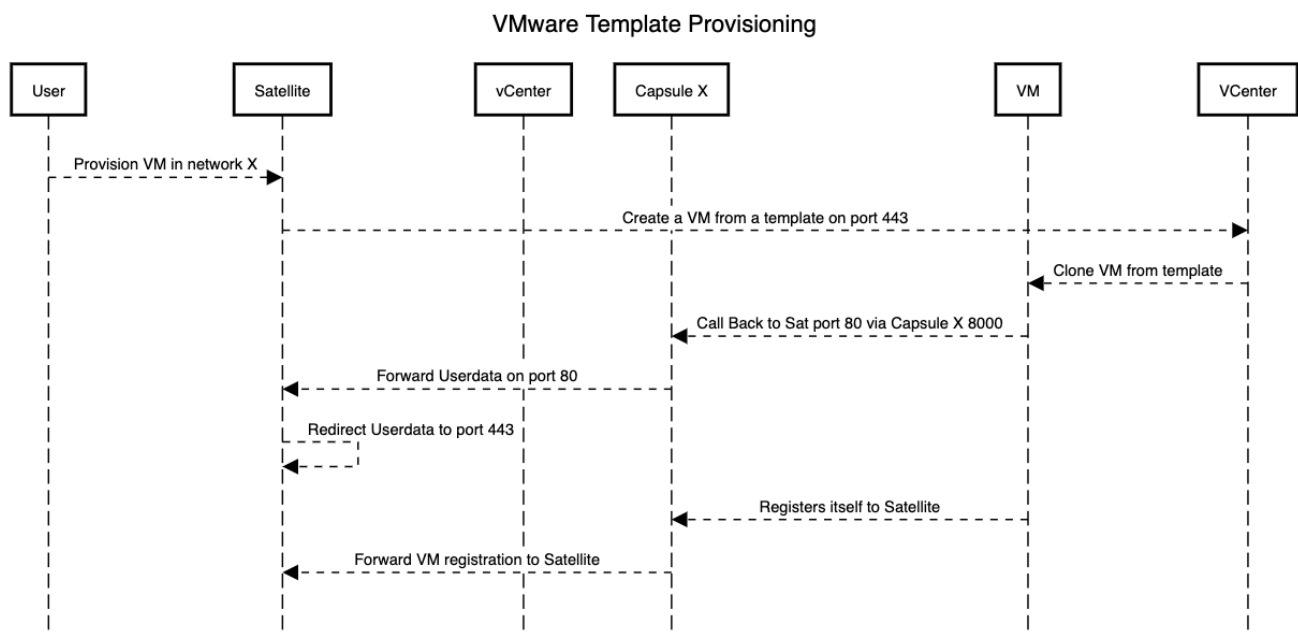 VMware Template Provisioning
User
Satellite
vCenter
Capsule X
VM
VCenter
Provision VM in network X
Create a VM from a template on port 443
Clone VM from template
Call Back to Sat port 80 via Capsule X 8000
Forward Userdata on port 80
Redirect Userdata to port 443
Registers itself to Satellite
Forward VM registration to Satellite